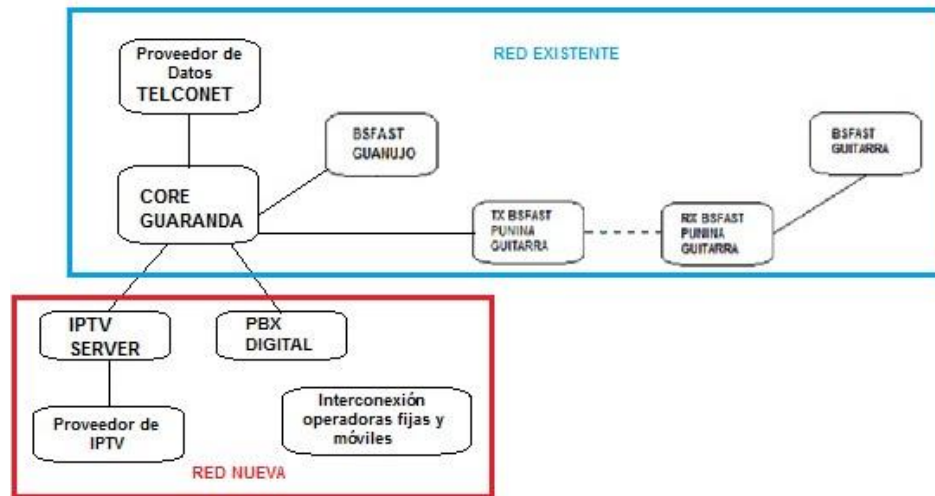 RED EXISTENTE
Proveedor de
Datos
TELCONET
BSFAST
GUANUJO
BSFAST
GUITARRA
CORE
GUARANDA
TX BSFAST
PUNINA
GUITARRA
RX BSFAST
PUNINA
GUITARRA
IPTV
SERVER
PBX
DIGITAL
Proveedor de
IPTV
Interconexión
operadoras fijas y
móviles
RED NUEVA